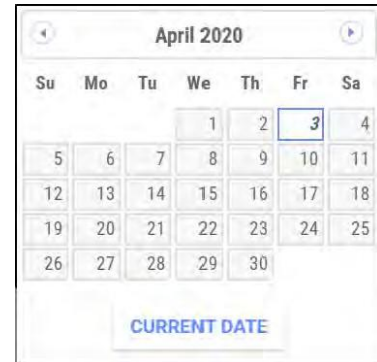 April 2020
Su Mo Tu We Th Fr Sa
1 2 3 4
5 6 7 8 9 10 11
12 13 14 15 16 17 18
19 20 21 22 23 24 25
26 27 28 29 30
CURRENT DATE